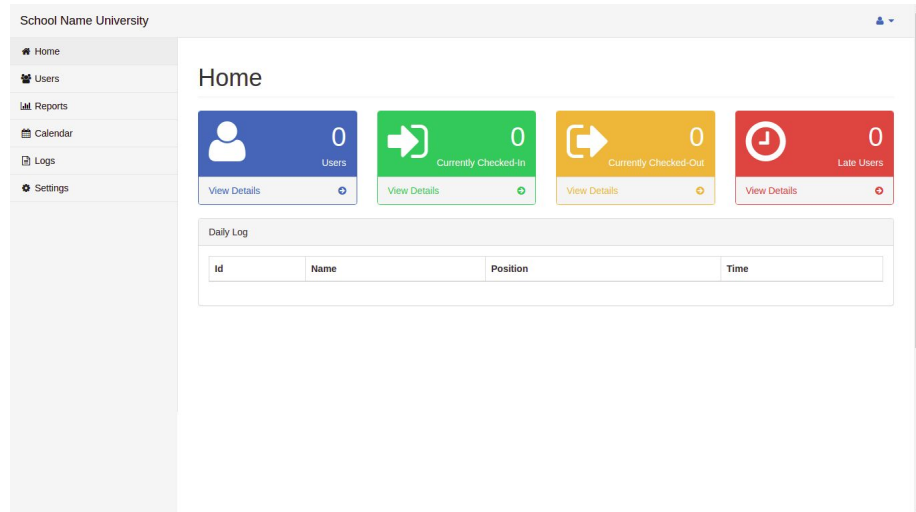 School Name University
Home
Users
Reports
Calendar
Logs
Settings
Home
0
Users
View Details
0
Currently Checked-In
View Details
0
Currently Checked-Out
View Details
0
Late Users
View Details
Daily Log
Id Name Position Time